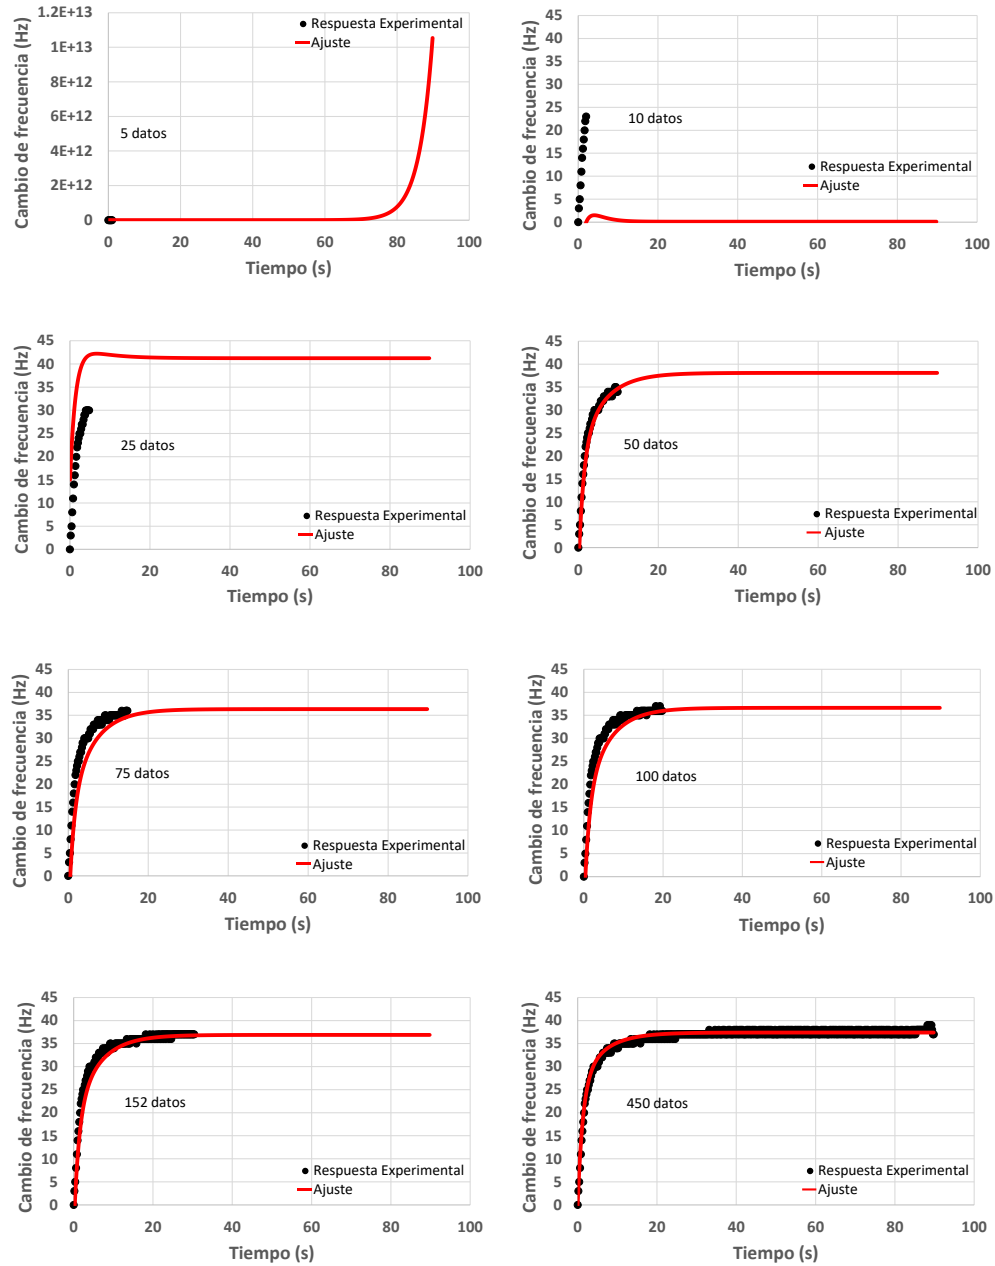 Cambio de frecuencia (Hz)
1.2E+13
1E+13
8E+12
6E+12
4E+12
2E+12
0
0 20 40 60 80 100
Tiempo (s)
5 datos
Respuesta Experimental
Ajuste
Cambio de frecuencia (Hz)
45
40
35
30
25
20
15
10
5
0
0 20 40 60 80 100
Tiempo (s)
10 datos
Respuesta Experimental
Ajuste
Cambio de frecuencia (Hz)
45
40
35
30
25
20
15
10
5
0
0 20 40 60 80 100
Tiempo (s)
25 datos
Respuesta Experimental
Ajuste
Cambio de frecuencia (Hz)
45
40
35
30
25
20
15
10
5
0
0 20 40 60 80 100
Tiempo (s)
50 datos
Respuesta Experimental
Ajuste
Cambio de frecuencia (Hz)
45
40
35
30
25
20
15
10
5
0
0 20 40 60 80 100
Tiempo (s)
75 datos
Respuesta Experimental
Ajuste
Cambio de frecuencia (Hz)
45
40
35
30
25
20
15
10
5
0
0 20 40 60 80 100
Tiempo (s)
100 datos
Respuesta Experimental
Ajuste
Cambio de frecuencia (Hz)
45
40
35
30
25
20
15
10
5
0
0 20 40 60 80 100
Tiempo (s)
152 datos
Respuesta Experimental
Ajuste
Cambio de frecuencia (Hz)
45
40
35
30
25
20
15
10
5
0
0 20 40 60 80 100
Tiempo (s)
450 datos
Respuesta Experimental
Ajuste